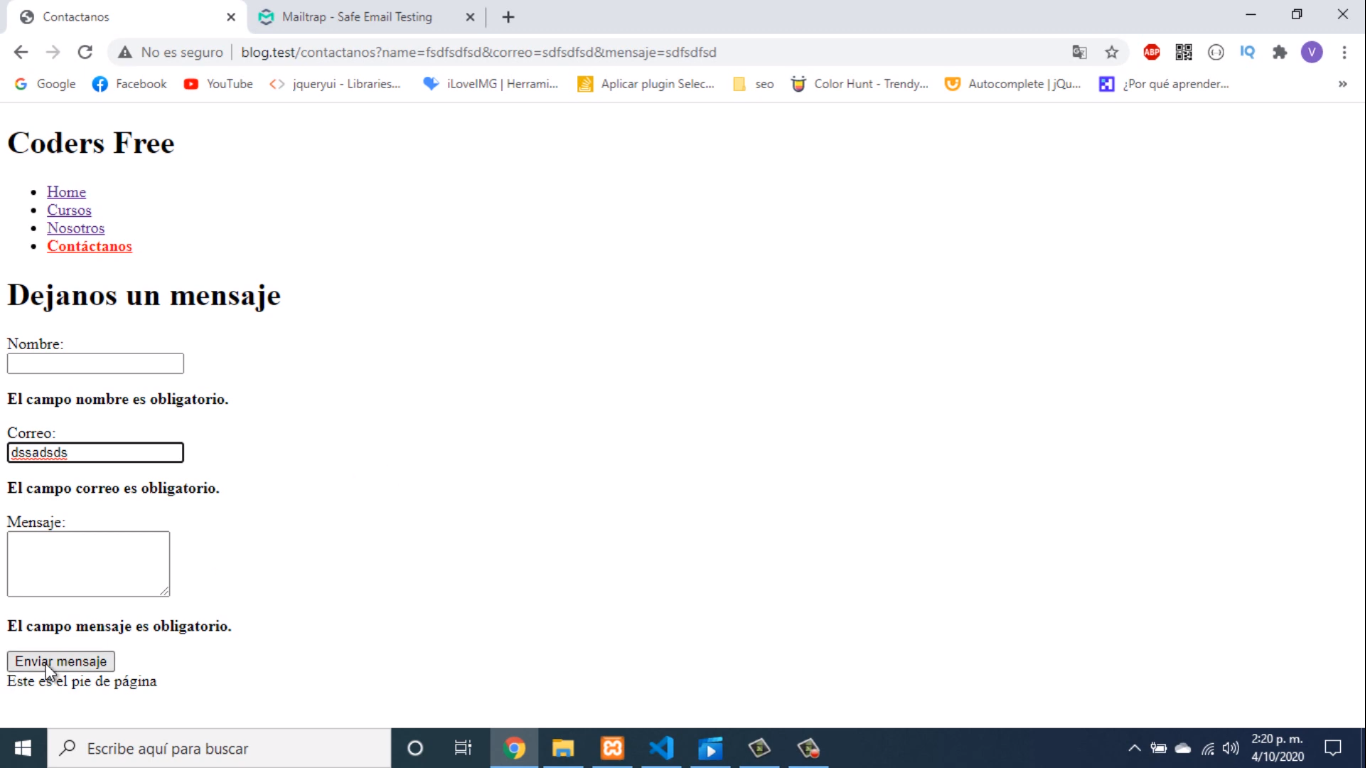 Contactanos
Mailtrap - Safe Email Testing
No es seguro
blog.test/contactanos?name=fsdfsdfsd&correo=sdfsdfsd&mensaje=sdfsdfsd
ABP
IQ
V
Google
Facebook
YouTube
jqueryui - Libraries...
iLoveIMG | Herrami...
Aplicar plugin Selec...
seo
Color Hunt - Trendy...
Autocomplete | jQu...
¿Por qué aprender...
»
Coders Free
Home
Cursos
Nosotros
Contáctanos
Dejanos un mensaje
Nombre:
El campo nombre es obligatorio.
Correo:
dssadsds
El campo correo es obligatorio.
Mensaje:
El campo mensaje es obligatorio.
Enviar mensaje
Este es el pie de página
Escribe aquí para buscar
2:20 p. m.
4/10/2020